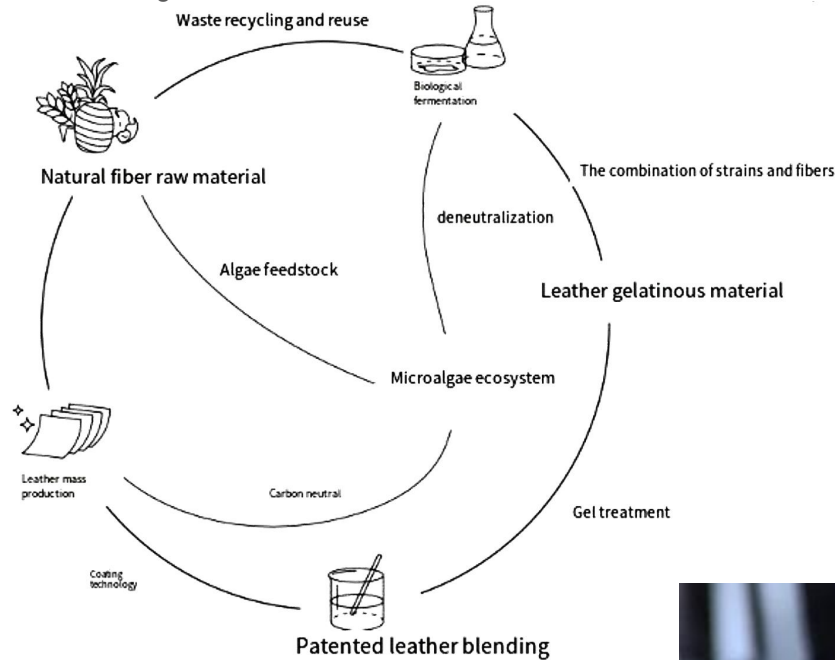 Waste recycling and reuse
Biological
fermentation
The combination of strains and fibers
Natural fiber raw material
deneutralization
Algae feedstock
Leather gelatinous material
Microalgae ecosystem
Leather mass
production
Carbon neutral
Gel treatment
Coating
technology
Patented leather blending